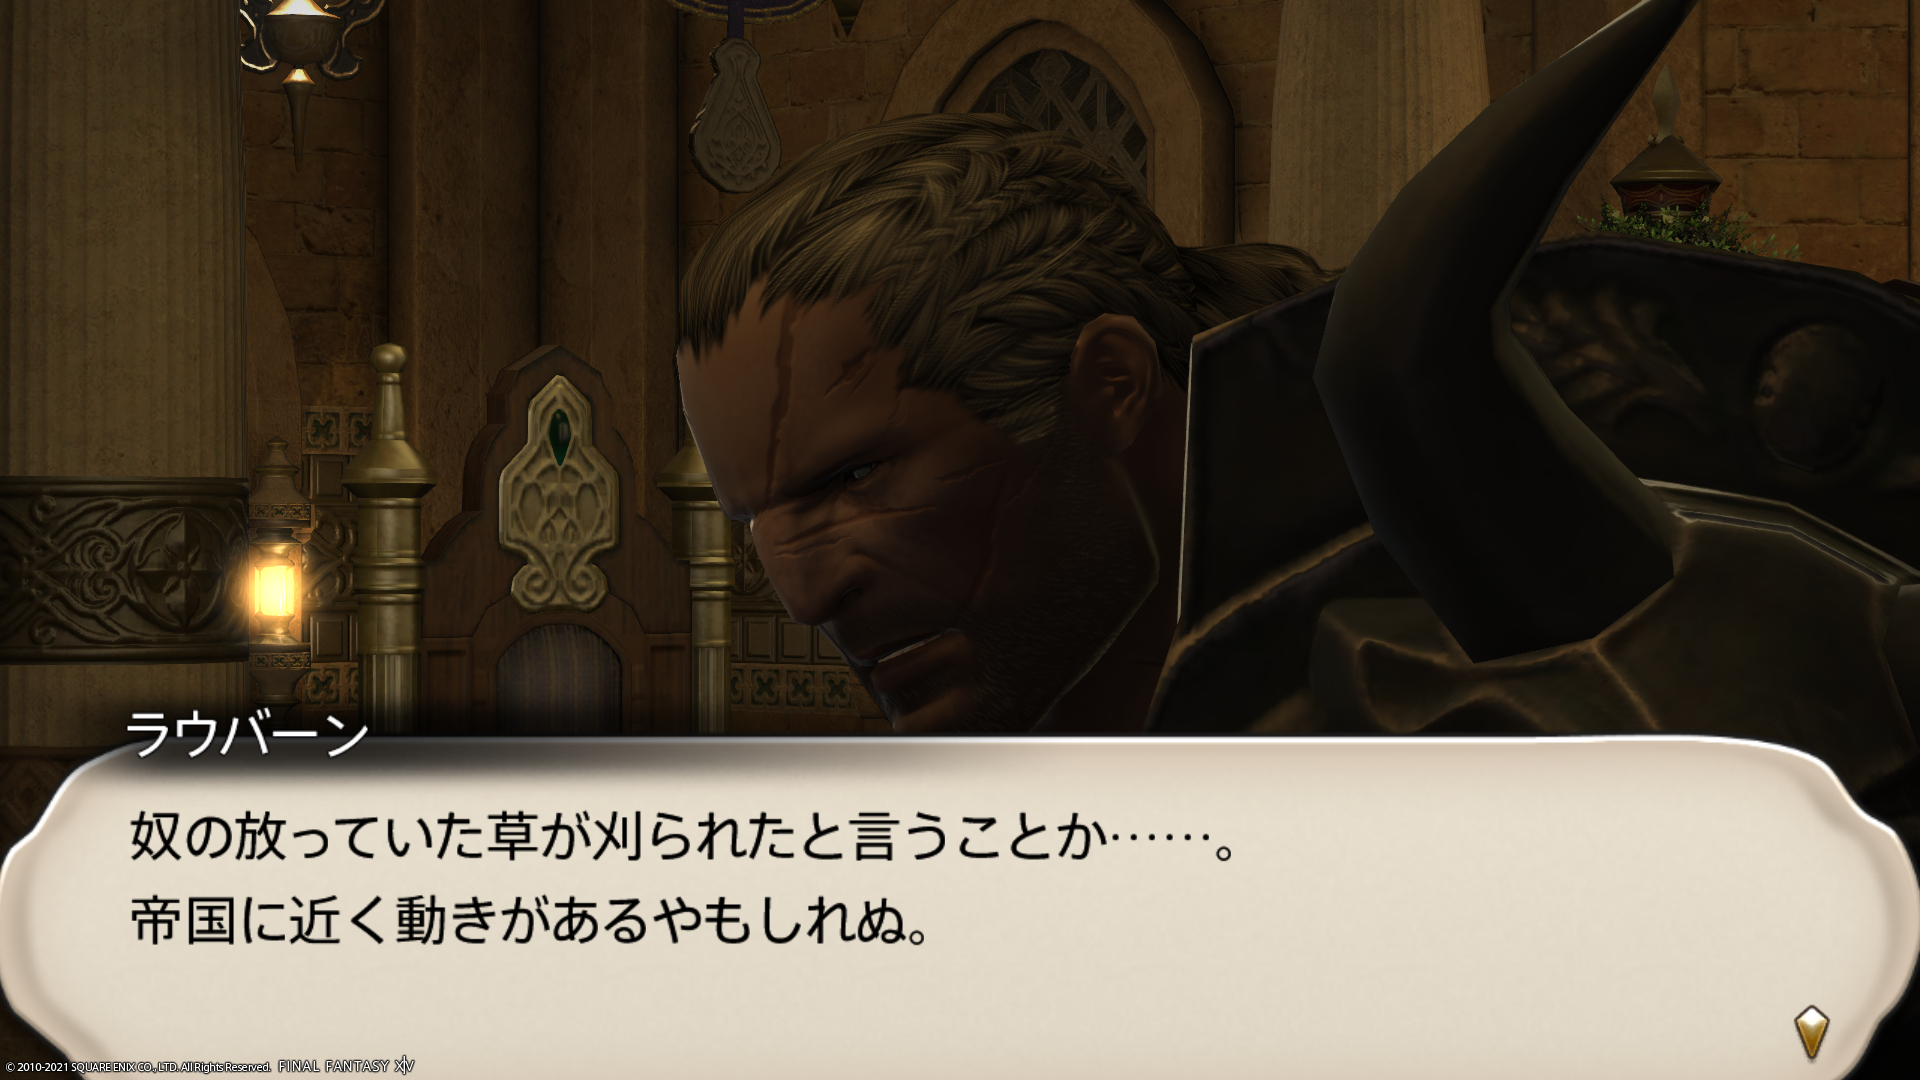 ラウバーン
奴の放っていた草が刈られたと言うことか……。
帝国に近く動きがあるやもしれぬ。
© 2010-2021 SQUARE ENIX CO., LTD. All Rights Reserved. FINAL FANTASY XIV